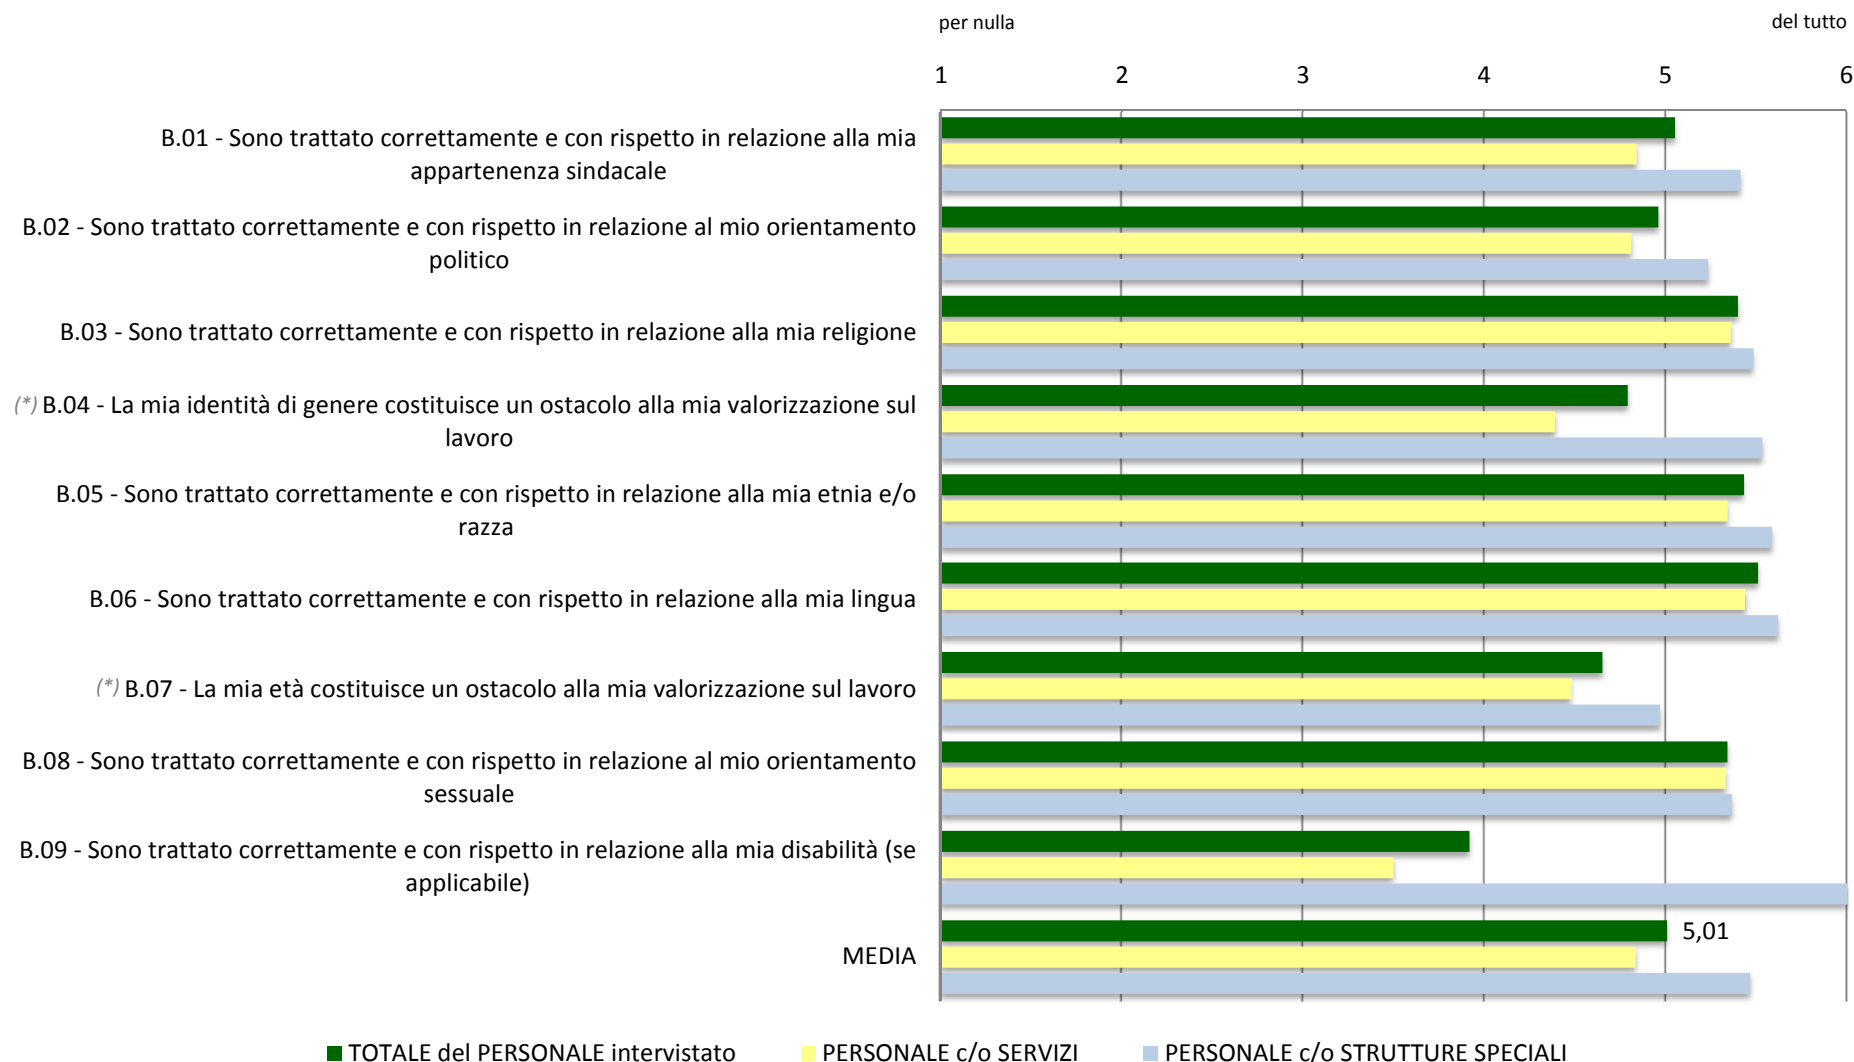 per nulla del tutto
1 2 3 4 5 6
B.01 - Sono trattato correttamente e con rispetto in relazione alla mia
appartenenza sindacale
B.02 - Sono trattato correttamente e con rispetto in relazione al mio orientamento
politico
B.03 - Sono trattato correttamente e con rispetto in relazione alla mia religione
(*) B.04 - La mia identità di genere costituisce un ostacolo alla mia valorizzazione sul
lavoro
B.05 - Sono trattato correttamente e con rispetto in relazione alla mia etnia e/o
razza
B.06 - Sono trattato correttamente e con rispetto in relazione alla mia lingua
(*) B.07 - La mia età costituisce un ostacolo alla mia valorizzazione sul lavoro
B.08 - Sono trattato correttamente e con rispetto in relazione al mio orientamento
sessuale
B.09 - Sono trattato correttamente e con rispetto in relazione alla mia disabilità (se
applicabile)
MEDIA 5,01
TOTALE del PERSONALE intervistato PERSONALE c/o SERVIZI PERSONALE c/o STRUTTURE SPECIALI